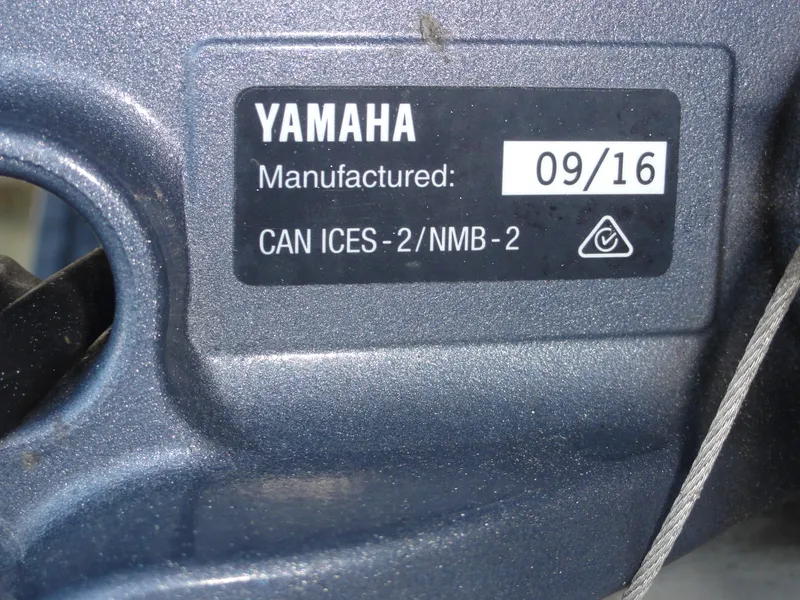 YAMAHA
Manufactured: 09/16
CAN ICES-2/NMB-2